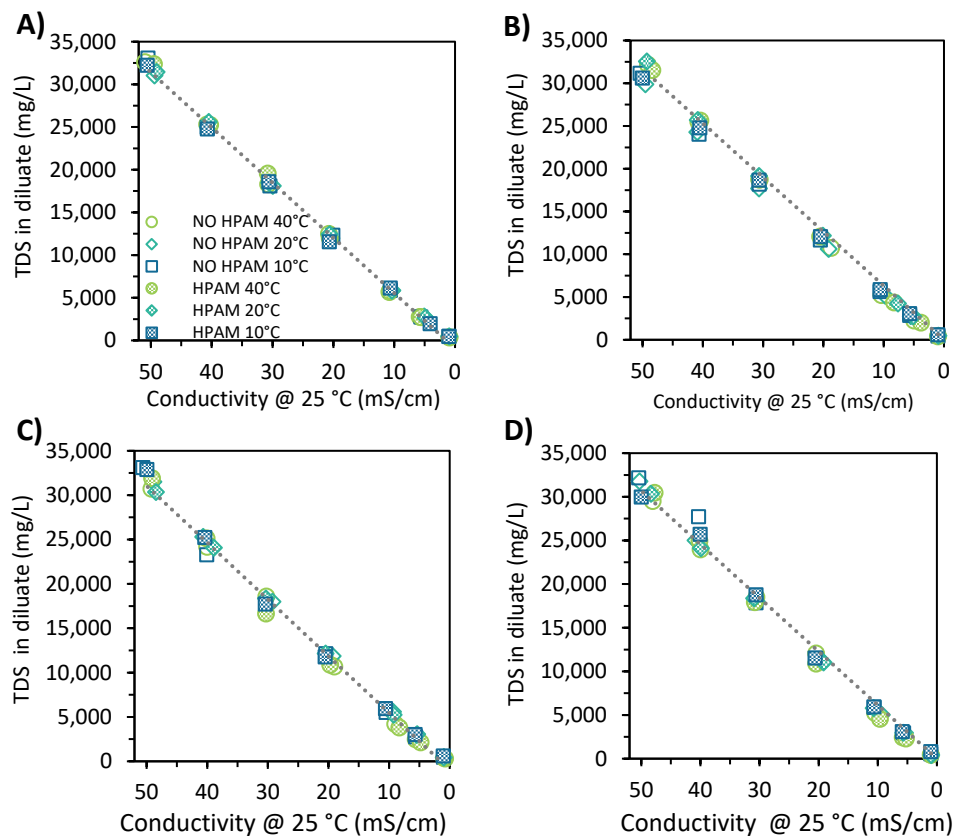 A)
35,000
30,000
25,000
20,000
15,000
10,000
5,000
0
TDS in diluate (mg/L)
NO HPAM 40°C
NO HPAM 20°C
NO HPAM 10°C
HPAM 40°C
HPAM 20°C
HPAM 10°C
50 40 30 20 10 0
Conductivity @ 25 °C (mS/cm)
B)
35,000
30,000
25,000
20,000
15,000
10,000
5,000
0
TDS in diluate (mg/L)
50 40 30 20 10 0
Conductivity @ 25 °C (mS/cm)
C)
35,000
30,000
25,000
20,000
15,000
10,000
5,000
0
TDS in diluate (mg/L)
50 40 30 20 10 0
Conductivity @ 25 °C (mS/cm)
D)
35,000
30,000
25,000
20,000
15,000
10,000
5,000
0
TDS in diluate (mg/L)
50 40 30 20 10 0
Conductivity @ 25 °C (mS/cm)